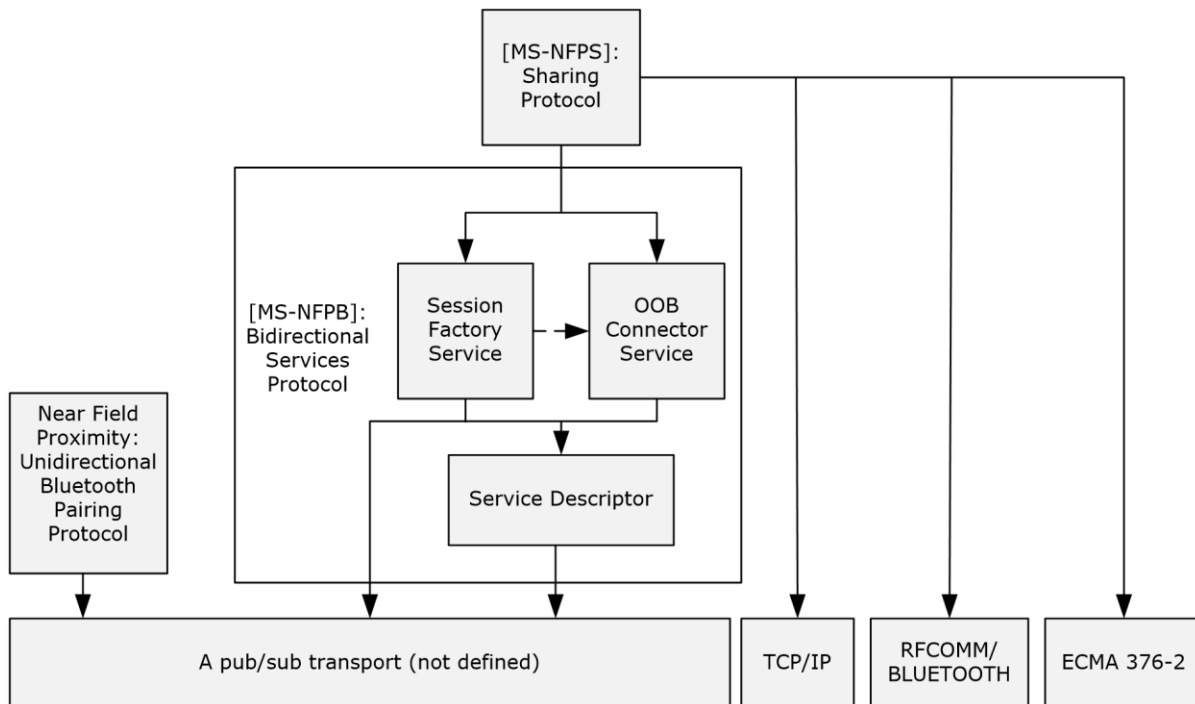 [MS-NFPS]:
Sharing
Protocol
[MS-NFPB]:
Bidirectional
Services
Protocol
Session
Factory
Service
OOB
Connector
Service
Near Field
Proximity:
Unidirectional
Bluetooth
Pairing
Protocol
Service Descriptor
A pub/sub transport (not defined)
TCP/IP
RFCOMM/
BLUETOOTH
ECMA 376-2